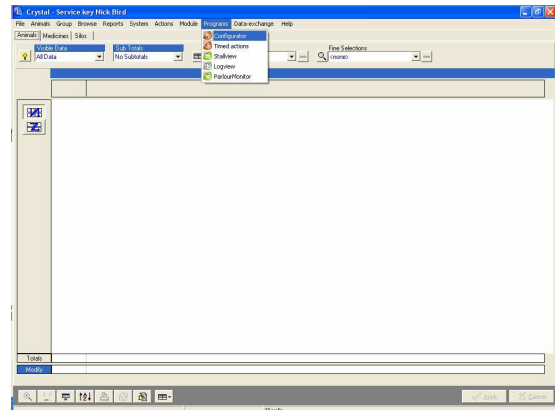 Crystal - Service key Nick Bird
File Animals Group Browse Reports System Actions Module Programs Data-exchange Help
Animals Medicines Silos
Configurator
Timed actions
Stallview
Logview
ParlourMonitor
Visible Data Sub Totals Fine Selections
All Data No Subtotals (none)
Totals
Modify
Apply Cancel